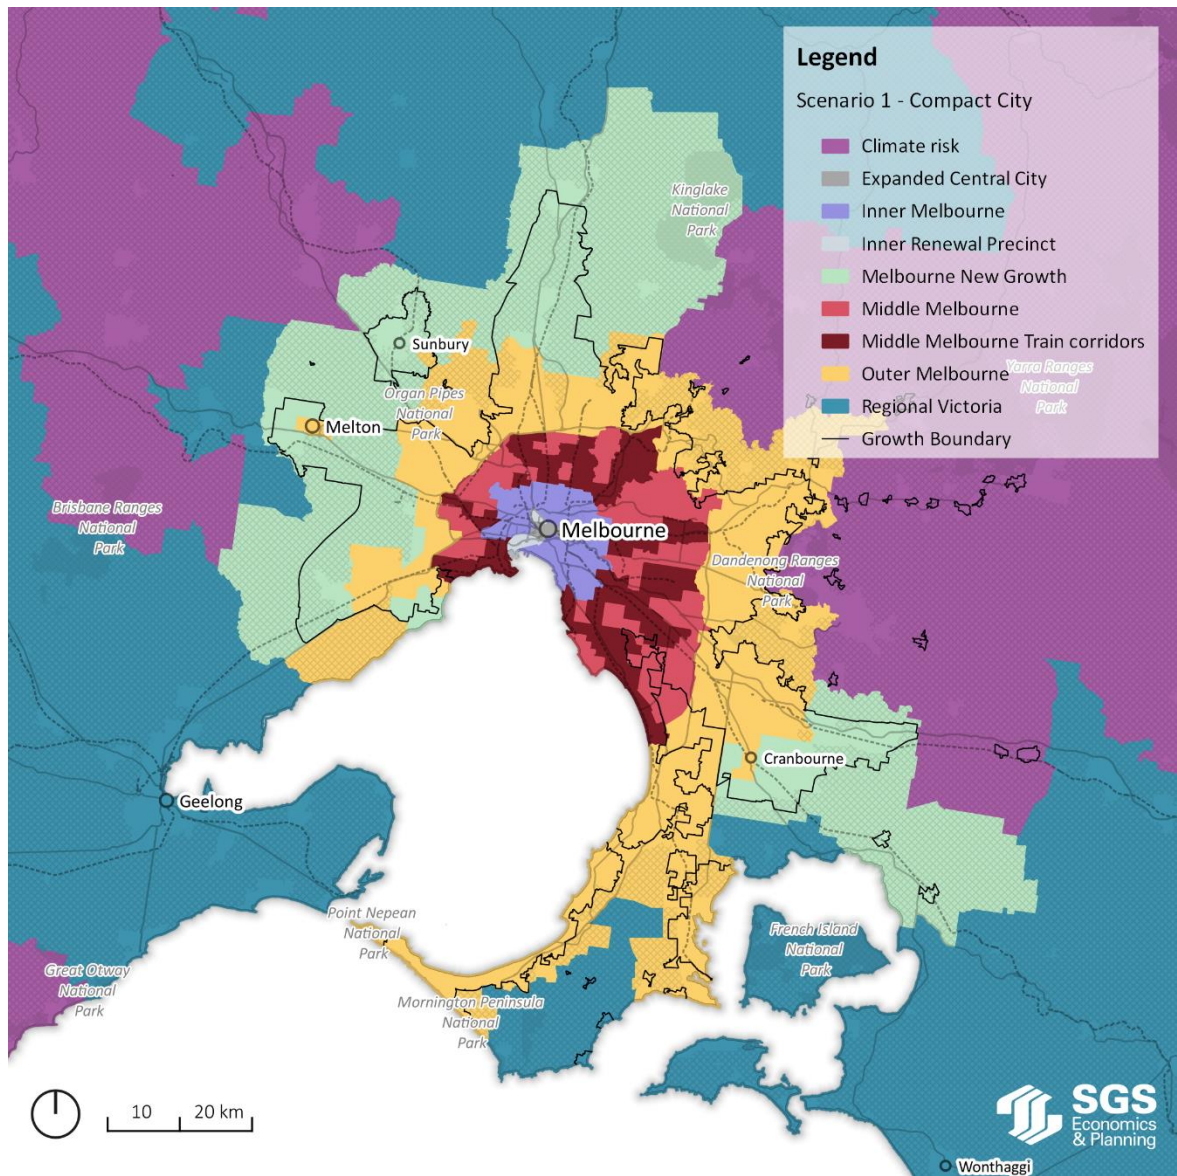 Legend
Scenario 1 - Compact City
Climate risk
Expanded Central City
Inner Melbourne
Inner Renewal Precinct
Melbourne New Growth
Middle Melbourne
Middle Melbourne Train corridors
Outer Melbourne
Regional Victoria
Growth Boundary
Kinglake
National
Park
Sunbury
Organ Pipes
National
Park
Melton
Yarra Ranges
National
Park
Brisbane Ranges
National
Park
Melbourne
Dandenong Ranges
National
Park
Cranbourne
Geelong
Point Nepean
National
Park
French Island
National
Park
Great Otway
National
Park
Mornington Peninsula
National
Park
10
20 km
SGS
Economics
& Planning
Wonthaggi